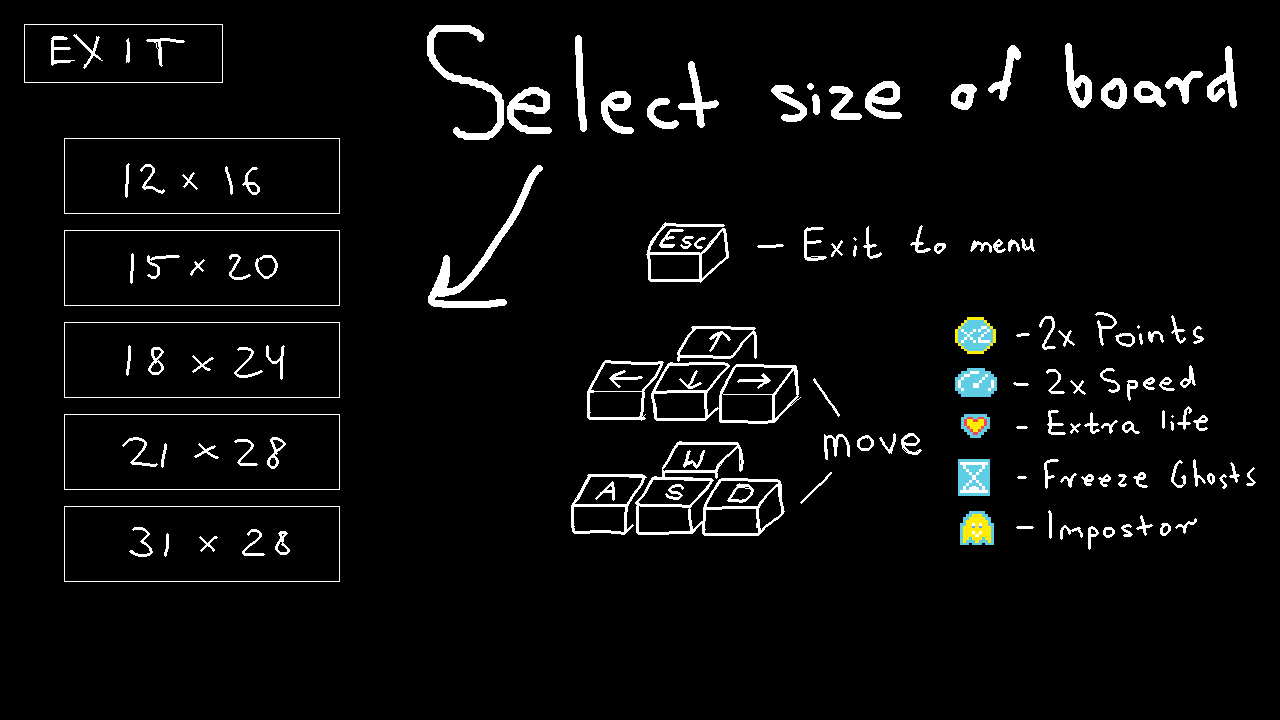 EXIT
Select size of board
12 x 16
15 x 20
18 x 24
21 x 28
31 x 28
Esc - Exit to menu
↑
← ↓ →
move
W
A S D
x2 - 2x Points
- 2x Speed
- Extra life
- Freeze Ghosts
- Impostor